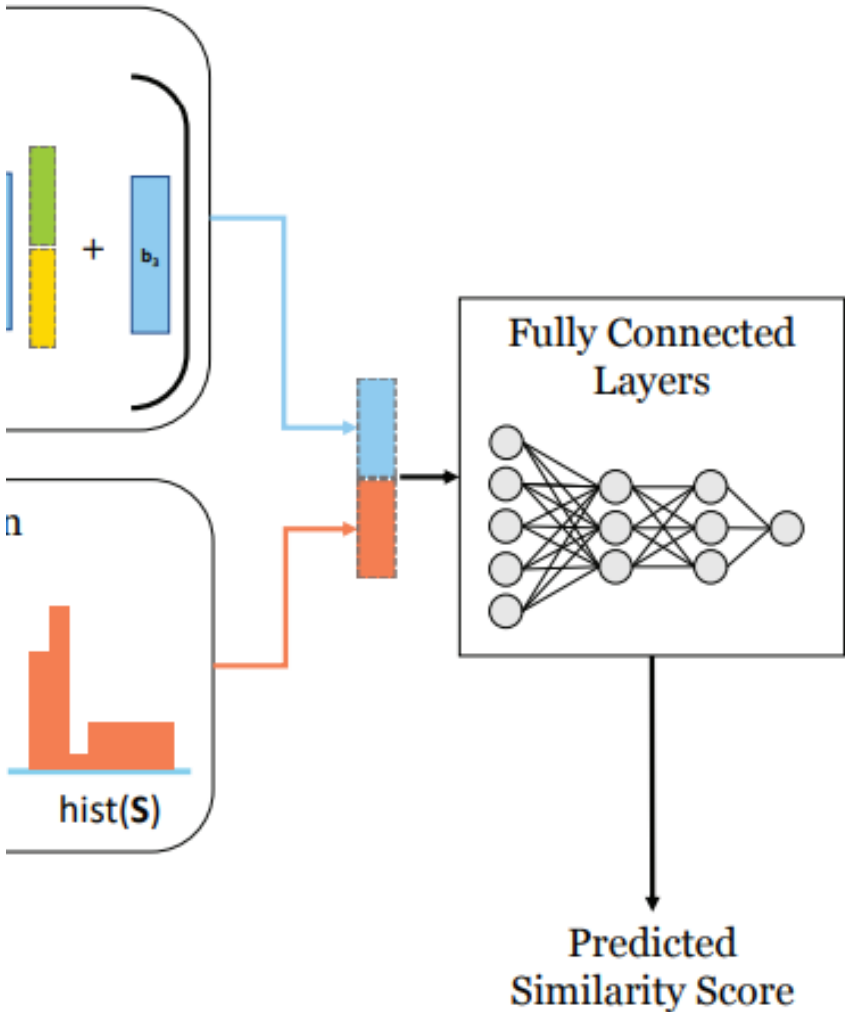 +
b₃
Fully Connected
Layers
n
hist(S)
Predicted
Similarity Score